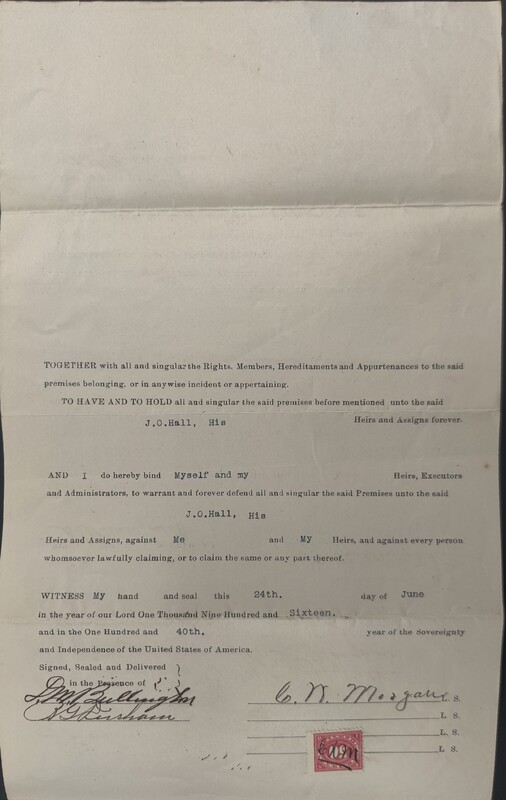 TOGETHER with all and singular the Rights, Members, Hereditaments and Appurtenances to the said
premises belonging, or in anywise incident or appertaining.
TO HAVE AND TO HOLD all and singular the said premises before mentioned unto the said
J.O.Hall, His Heirs and Assigns forever.
AND I do hereby bind Myself and my Heirs, Executors
and Administrators, to warrant and forever defend all and singular the said Premises unto the said
J.O.Hall, His
Heirs and Assigns, against Me and My Heirs, and against every person
whomsoever lawfully claiming, or to claim the same or any part thereof.
WITNESS My hand and seal this 24th. day of June
in the year of our Lord One Thousand Nine Hundred and Sixteen.
and in the One Hundred and 40th. year of the Sovereignty
and Independence of the United States of America.
Signed, Sealed and Delivered
in the Presence of
Bullington C. W. Morgan L. S.
L. S.
L. S.
L. S.